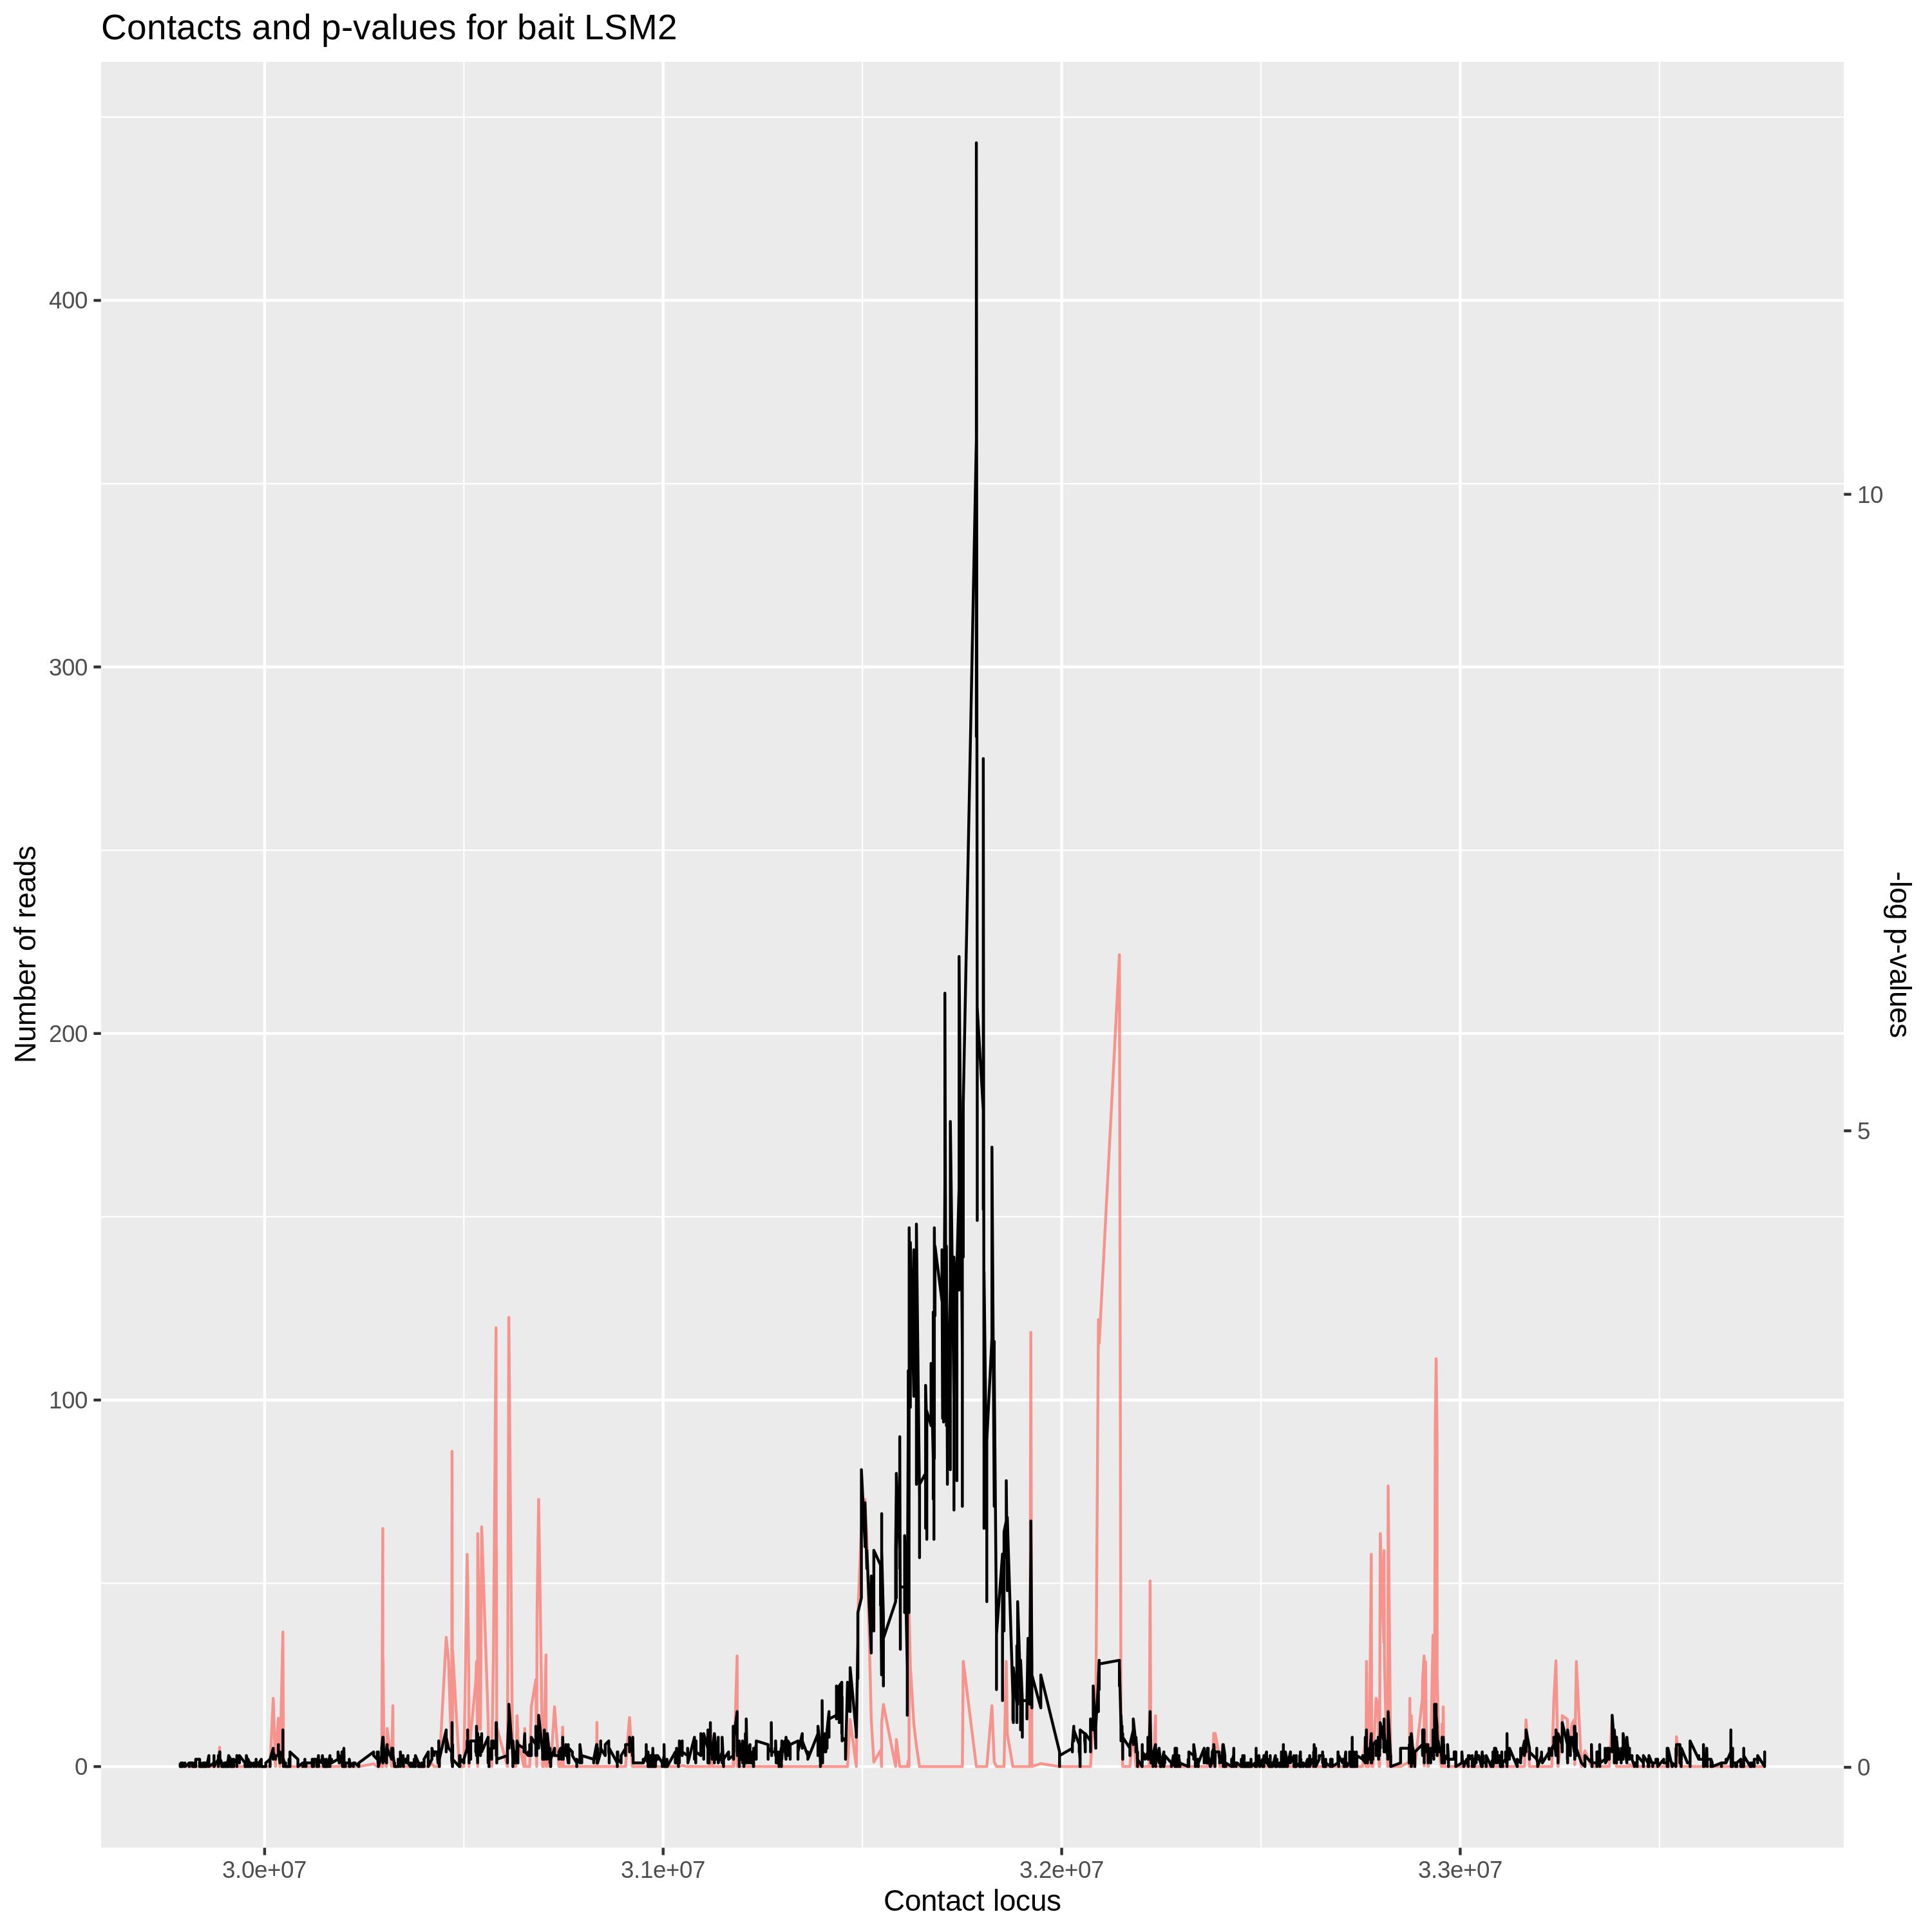 Contacts and p-values for bait LSM2
400
300
200
100
0
Number of reads
10
5
0
-log p-values
3.0e+07
3.1e+07
3.2e+07
3.3e+07
Contact locus